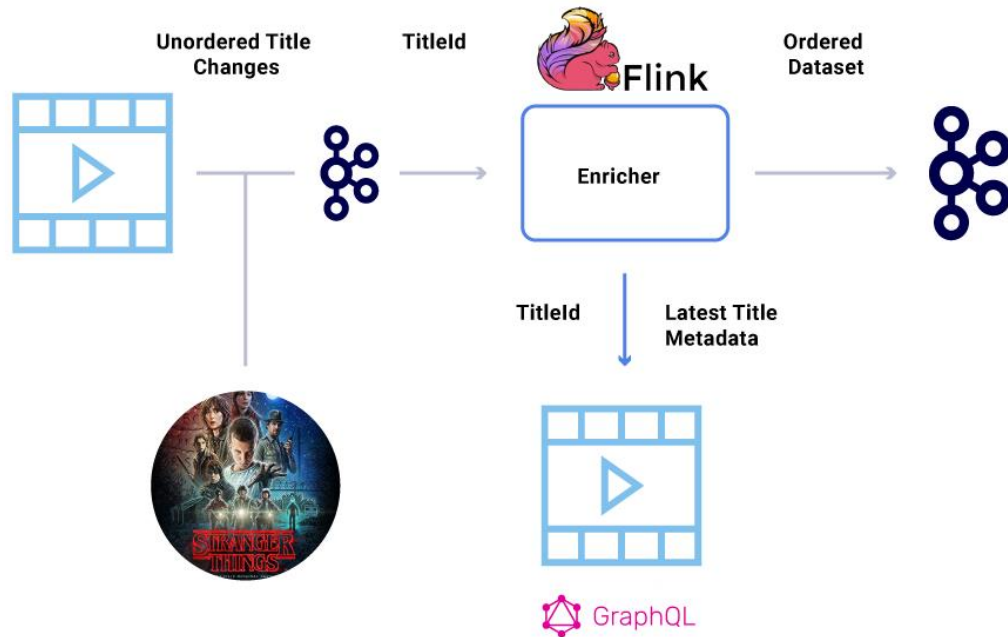 Unordered Title
Changes
TitleId
Flink
Ordered
Dataset
Enricher
TitleId
Latest Title
Metadata
STRANGER
THINGS
GraphQL